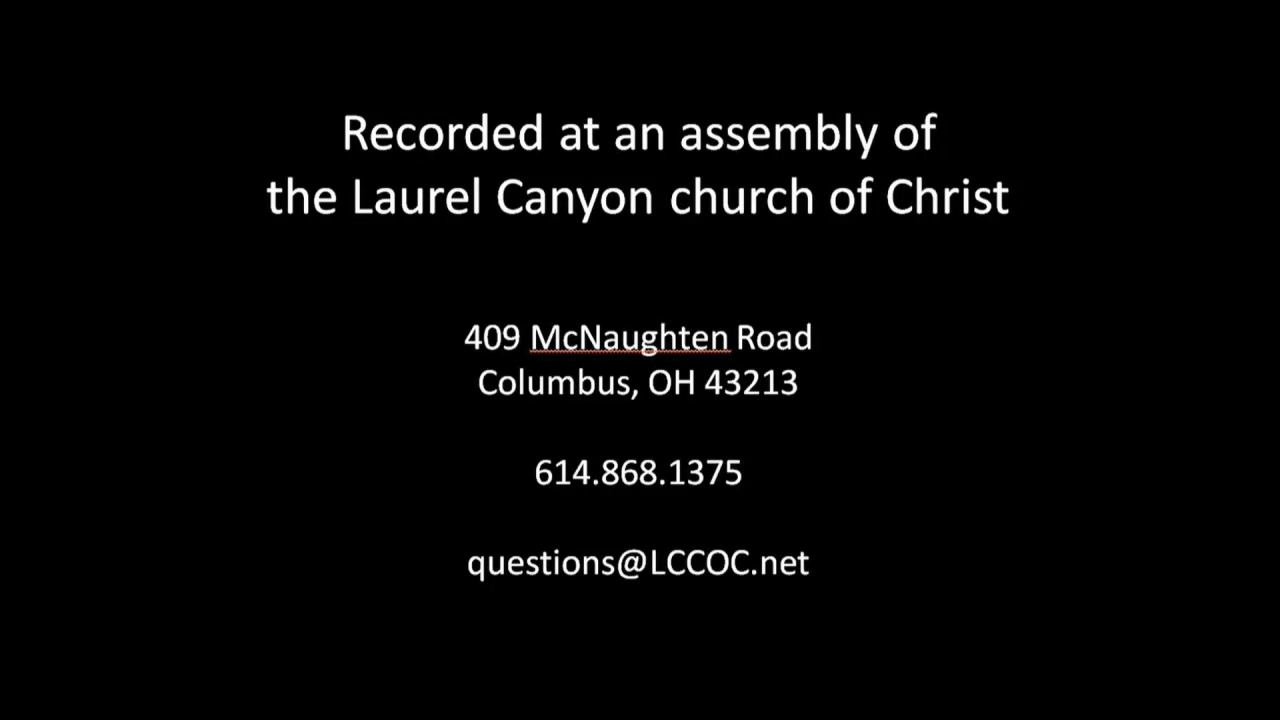 Recorded at an assembly of
the Laurel Canyon church of Christ
409 McNaughten Road
Columbus, OH 43213
614.868.1375
questions@LCCOC.net